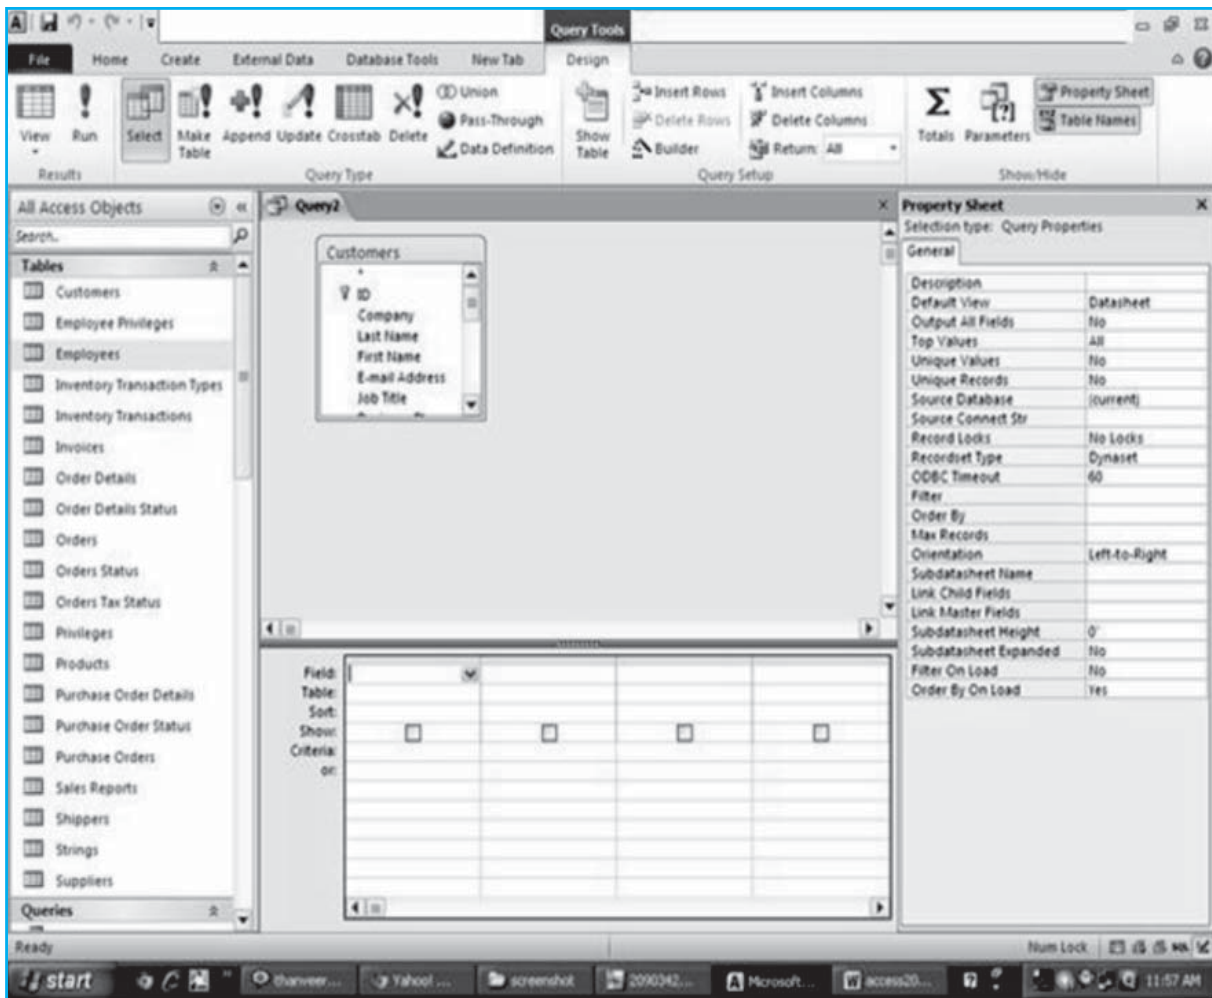 A
Query Tools
File Home Create External Data Database Tools New Tab Design
View Run Select Make Table Append Update Crosstab Delete Union Pass-Through Data Definition Show Table Insert Rows Delete Rows Builder Insert Columns Delete Columns Return: All Totals Parameters Property Sheet Table Names
Results Query Type Query Setup Show/Hide
All Access Objects
Search..
Tables
Customers
Employee Privileges
Employees
Inventory Transaction Types
Inventory Transactions
Invoices
Order Details
Order Details Status
Orders
Orders Status
Orders Tax Status
Privileges
Products
Purchase Order Details
Purchase Order Status
Purchase Orders
Sales Reports
Shippers
Strings
Suppliers
Queries
Query2
Customers
*
ID
Company
Last Name
First Name
E-mail Address
Job Title
Field:
Table:
Sort:
Show:
Criteria:
or:
Property Sheet
Selection type: Query Properties
General
Description
Default View Datasheet
Output All Fields No
Top Values All
Unique Values No
Unique Records No
Source Database (current)
Source Connect Str
Record Locks No Locks
Recordset Type Dynaset
ODBC Timeout 60
Filter
Order By
Max Records
Orientation Left-to-Right
Subdatasheet Name
Link Child Fields
Link Master Fields
Subdatasheet Height 0"
Subdatasheet Expanded No
Filter On Load No
Order By On Load Yes
Ready Num Lock
start thanveer... Yahoo! ... screenshot 2090342... Microsoft... access20... 11:57 AM